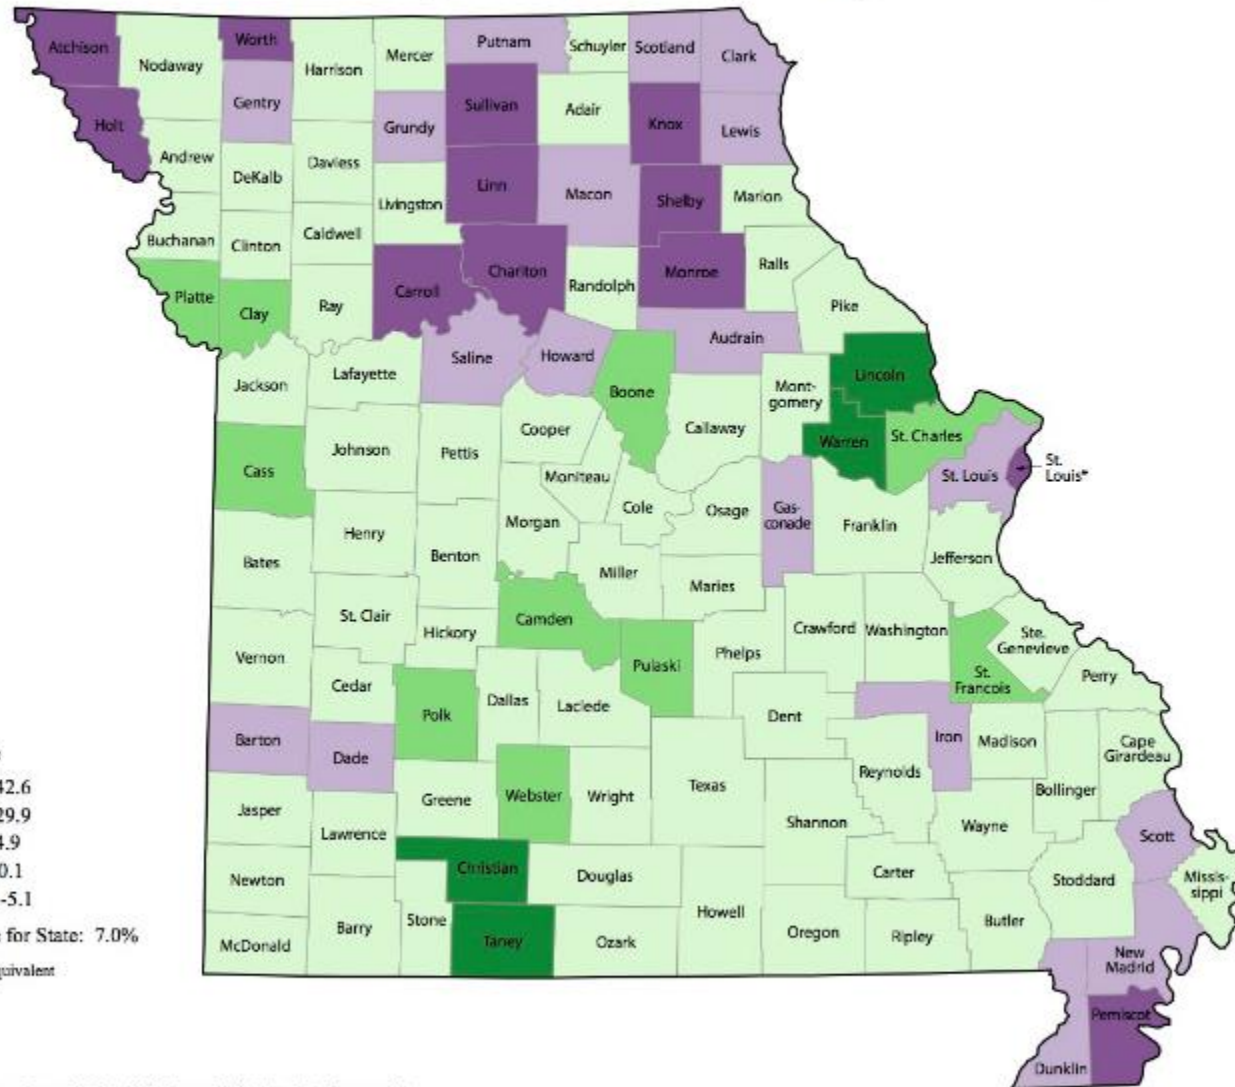 Atchison
Nodaway
Worth
Harrison
Mercer
Putnam
Schuyler
Scotland
Clark
Gentry
Holt
Sullivan
Adair
Knox
Lewis
Grundy
Andrew
DeKalb
Daviess
Livingston
Linn
Macon
Shelby
Marion
Buchanan
Clinton
Caldwell
Chariton
Randolph
Monroe
Ralls
Platte
Clay
Ray
Carroll
Pike
Saline
Howard
Audrain
Jackson
Lafayette
Boone
Mont-
gomery
Lincoln
Cooper
Callaway
Warren
St. Charles
Johnson
Pettis
Cass
Moniteau
St. Louis
St.
Louis*
Cole
Osage
Gas-
conade
Franklin
Morgan
Henry
Benton
Bates
Jefferson
Miller
Maries
St. Clair
Camden
Hickory
Crawford
Washington
Ste.
Genevieve
Vernon
Pulaski
Phelps
St.
Francois
Perry
Cedar
Dallas
Laclede
Polk
Dent
Barton
Iron
Madison
Cape
Girardeau
Dade
Reynolds
42.6
29.9
4.9
0.1
-5.1
Jasper
Greene
Webster
Wright
Texas
Bollinger
Shannon
Wayne
Scott
Lawrence
Christian
Newton
Douglas
Carter
Stoddard
Missis-
sippi
Stone
Howell
Barry
Taney
Ozark
Oregon
Ripley
Butler
McDonald
New
Madrid
for State: 7.0%
Pemiscot
Dunklin